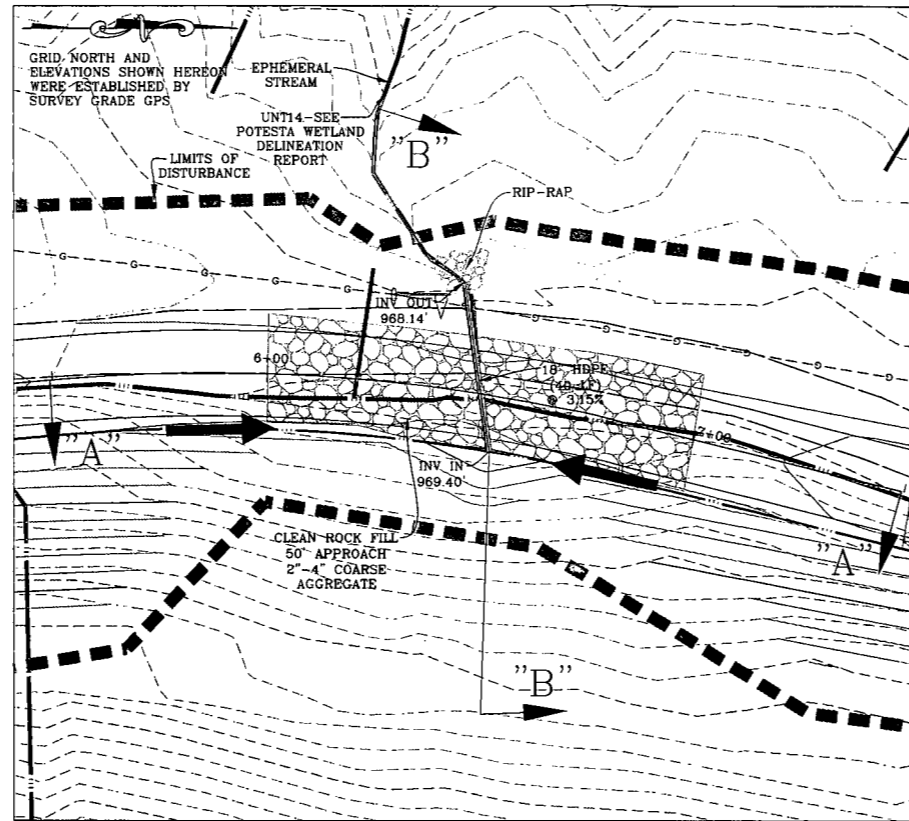 GRID NORTH AND
ELEVATIONS SHOWN HEREON
WERE ESTABLISHED BY
SURVEY GRADE GPS
EPHEMERAL
STREAM
UNT14.-SEE
POTESTA WETLAND
DELINEATION
REPORT
"B"
LIMITS OF
DISTURBANCE
RIP-RAP
G
G
G
G
G
G
INV OUT
968.14'
G
G
G
G
6+00
18" HDPE
(40 LF)
@ 3.15%
7+00
"A"
INV IN
969.40'
CLEAN ROCK FILL
50' APPROACH
2"-4" COARSE
AGGREGATE
"A"
"B"